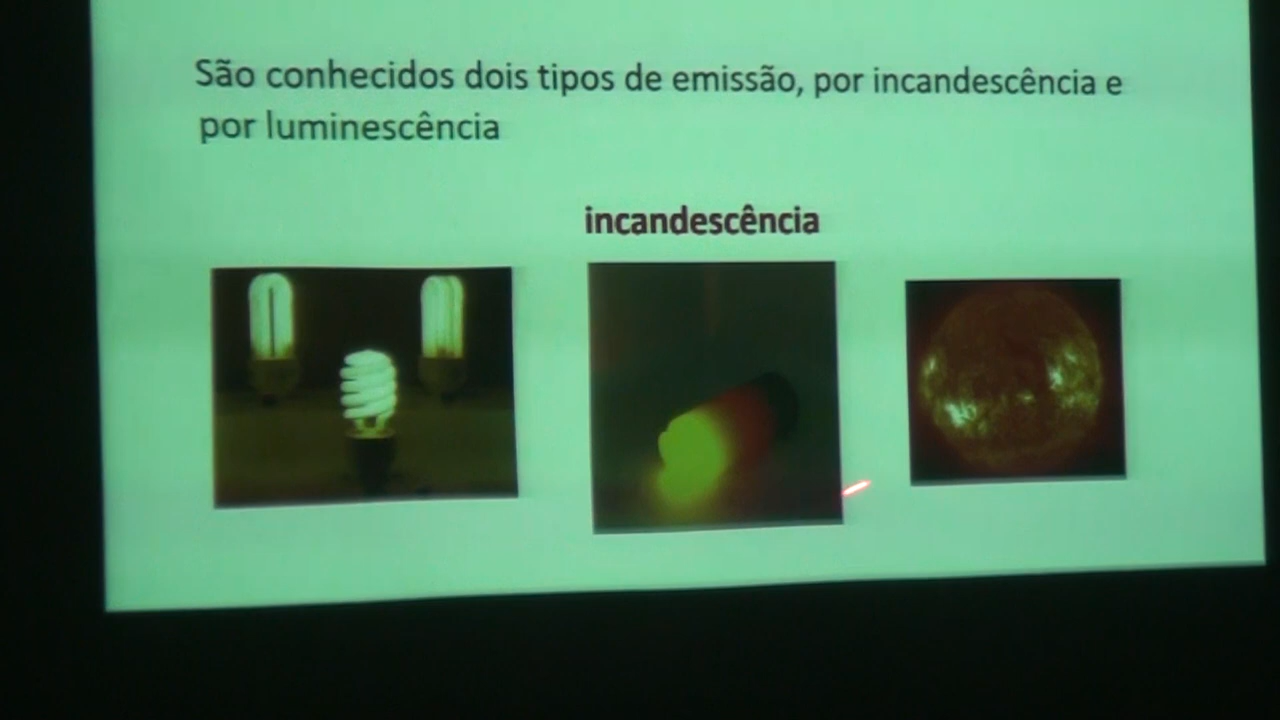 São conhecidos dois tipos de emissão, por incandescência e
por luminescência
incandescência